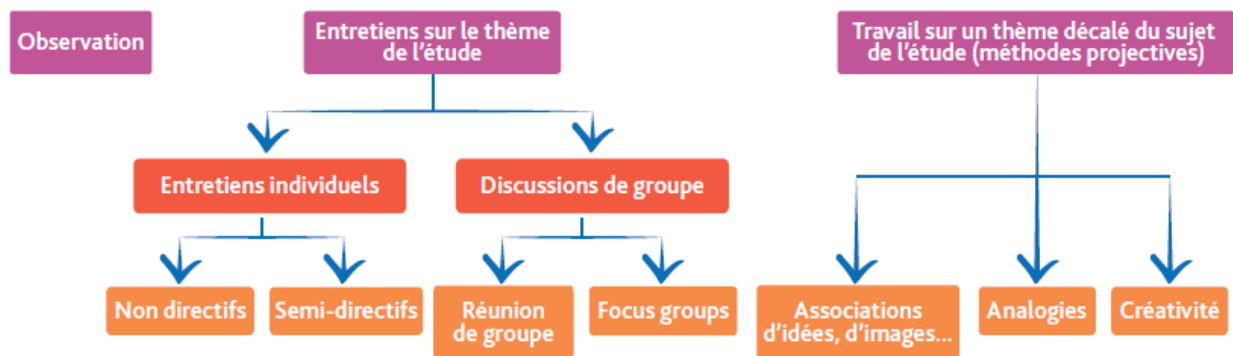 Observation
Entretiens sur le thème
de l'étude
Travail sur un thème décalé du sujet
de l'étude (méthodes projectives)
Entretiens individuels
Discussions de groupe
Non directifs
Semi-directifs
Réunion
de groupe
Focus groups
Associations
d'idées, d'images...
Analogies
Créativité